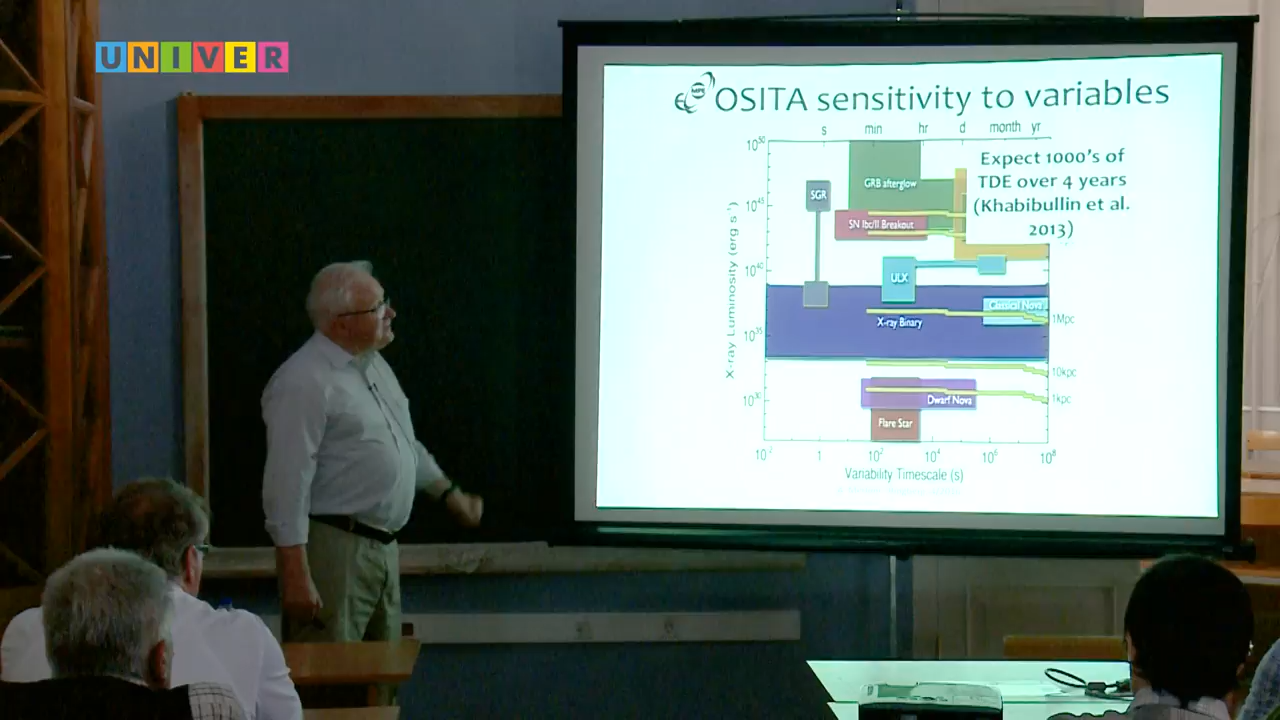 UNIVER
eROSITA sensitivity to variables
s min hr d month yr
Expect 1000's of
TDE over 4 years
(Khabibullin et al.
2013)
10^50
GRB afterglow
SGR
10^45
SN Ibc/II Breakout
10^40
ULX
Classical Nova
X-ray Binary
1Mpc
10^35
10kpc
1kpc
10^30
Dwarf Nova
Flare Star
X-ray Luminosity (erg s^-1)
10^-2 1 10^2 10^4 10^6 10^8
Variability Timescale (s)